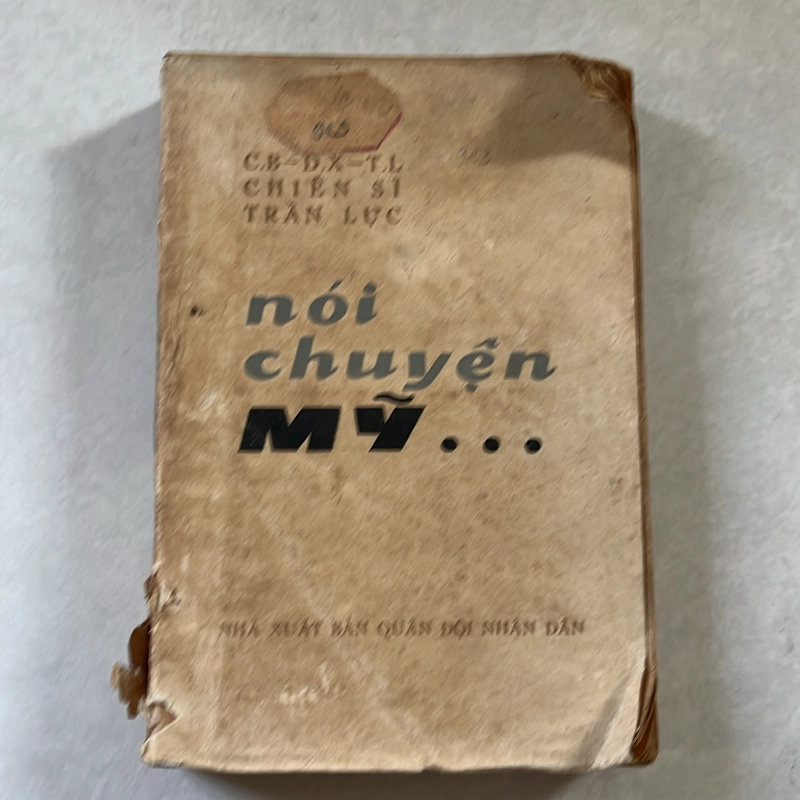 C.B-Đ.X-T.L
CHIẾN SĨ
TRẦN LỰC
nói
chuyện
MỸ...
NHÀ XUẤT BẢN QUÂN ĐỘI NHÂN DÂN